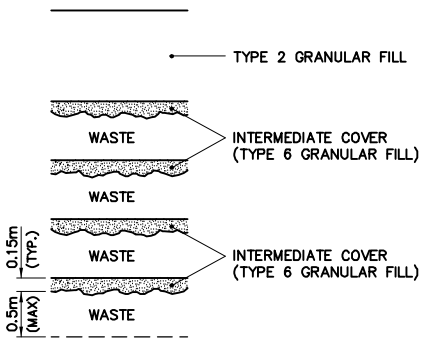 TYPE 2 GRANULAR FILL
WASTE
INTERMEDIATE COVER
(TYPE 6 GRANULAR FILL)
WASTE
0.15m
(TYP.)
WASTE
INTERMEDIATE COVER
(TYPE 6 GRANULAR FILL)
0.5m
(MAX)
WASTE